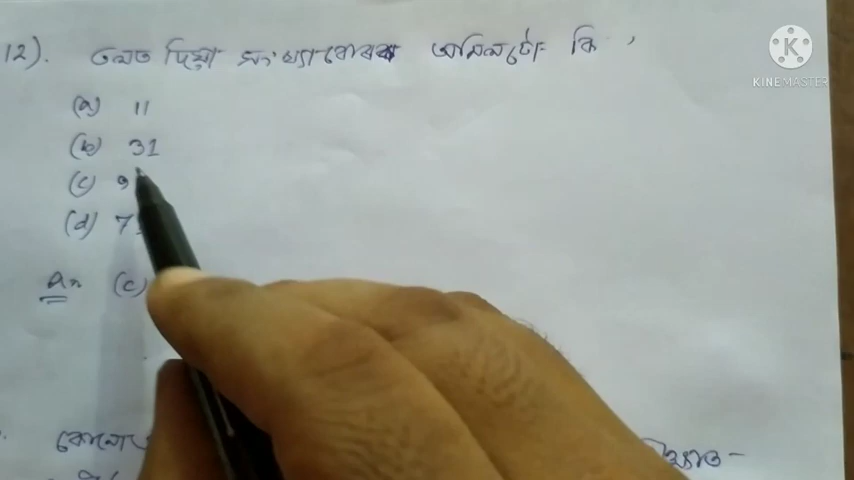 12). তলত দিয়া সংখ্যাবোৰৰ অমিলটো কি ,
KINEMASTER
(a) 11
(b) 31
(c) 9
(d) 7
An (c)